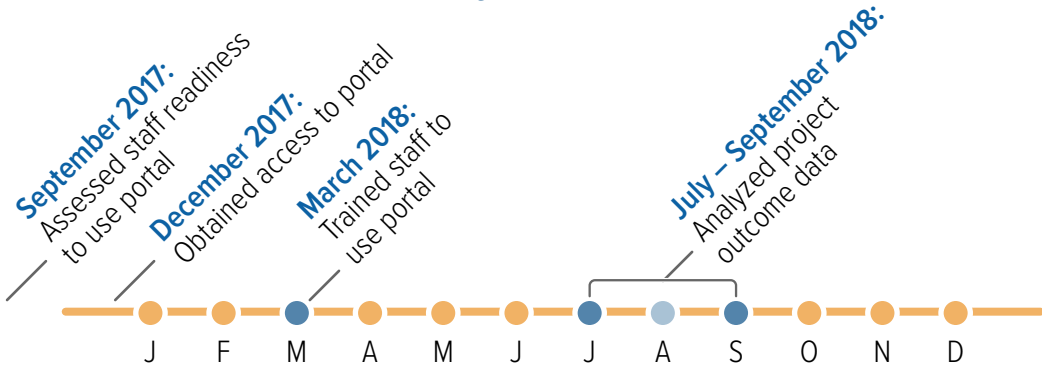 September 2017:
Assessed staff readiness
to use portal
December 2017:
Obtained access to portal
March 2018:
Trained staff to
use portal
July – September 2018:
Analyzed project
outcome data
J F M A M J J A S O N D